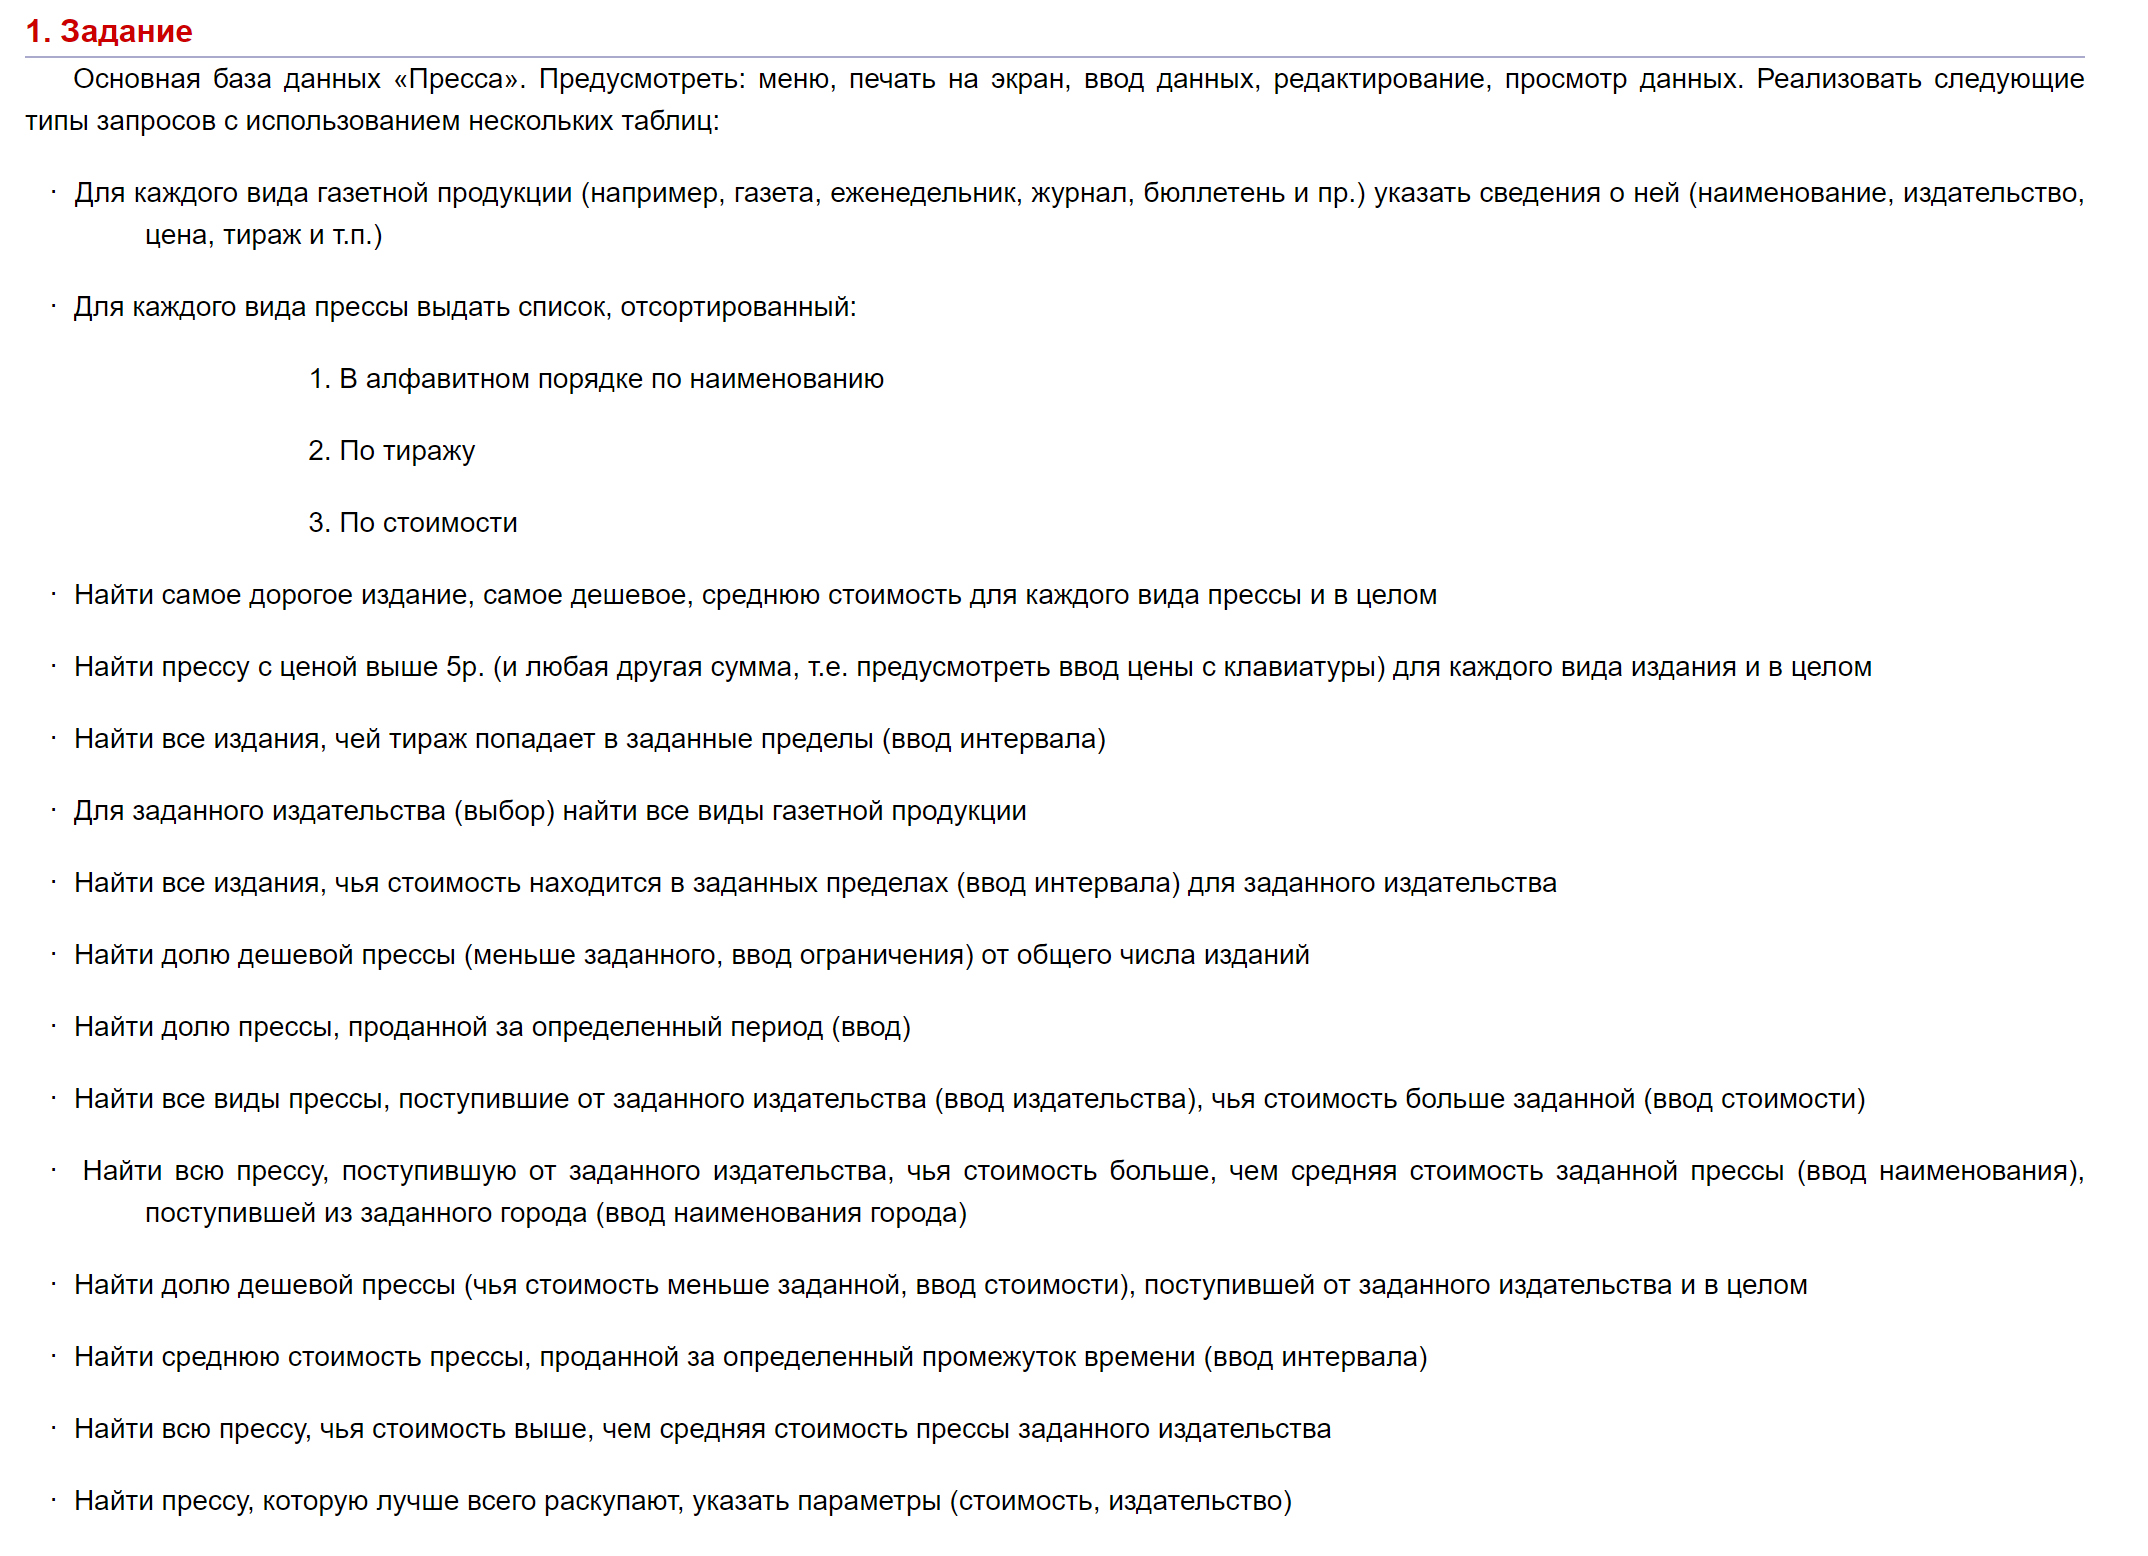 1. Задание
Основная база данных «Пресса». Предусмотреть: меню, печать на экран, ввод данных, редактирование, просмотр данных. Реализовать следующие
типы запросов с использованием нескольких таблиц:
· Для каждого вида газетной продукции (например, газета, еженедельник, журнал, бюллетень и пр.) указать сведения о ней (наименование, издательство,
цена, тираж и т.п.)
· Для каждого вида прессы выдать список, отсортированный:
1. В алфавитном порядке по наименованию
2. По тиражу
3. По стоимости
· Найти самое дорогое издание, самое дешевое, среднюю стоимость для каждого вида прессы и в целом
· Найти прессу с ценой выше 5р. (и любая другая сумма, т.е. предусмотреть ввод цены с клавиатуры) для каждого вида издания и в целом
· Найти все издания, чей тираж попадает в заданные пределы (ввод интервала)
· Для заданного издательства (выбор) найти все виды газетной продукции
· Найти все издания, чья стоимость находится в заданных пределах (ввод интервала) для заданного издательства
· Найти долю дешевой прессы (меньше заданного, ввод ограничения) от общего числа изданий
· Найти долю прессы, проданной за определенный период (ввод)
· Найти все виды прессы, поступившие от заданного издательства (ввод издательства), чья стоимость больше заданной (ввод стоимости)
· Найти всю прессу, поступившую от заданного издательства, чья стоимость больше, чем средняя стоимость заданной прессы (ввод наименования),
поступившей из заданного города (ввод наименования города)
· Найти долю дешевой прессы (чья стоимость меньше заданной, ввод стоимости), поступившей от заданного издательства и в целом
· Найти среднюю стоимость прессы, проданной за определенный промежуток времени (ввод интервала)
· Найти всю прессу, чья стоимость выше, чем средняя стоимость прессы заданного издательства
· Найти прессу, которую лучше всего раскупают, указать параметры (стоимость, издательство)